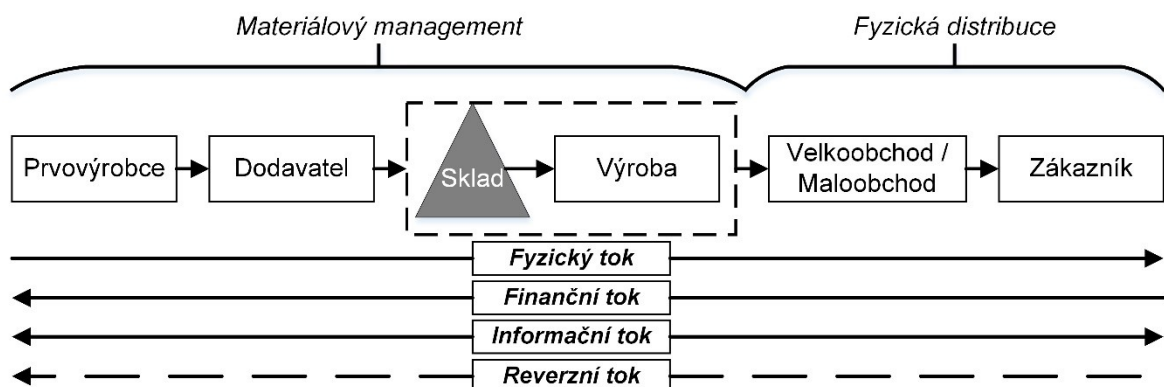 Materiálový management
Fyzická distribuce
Prvovýrobce
Dodavatel
Sklad
Výroba
Velkoobchod /
Maloobchod
Zákazník
Fyzický tok
Finanční tok
Informační tok
Reverzní tok